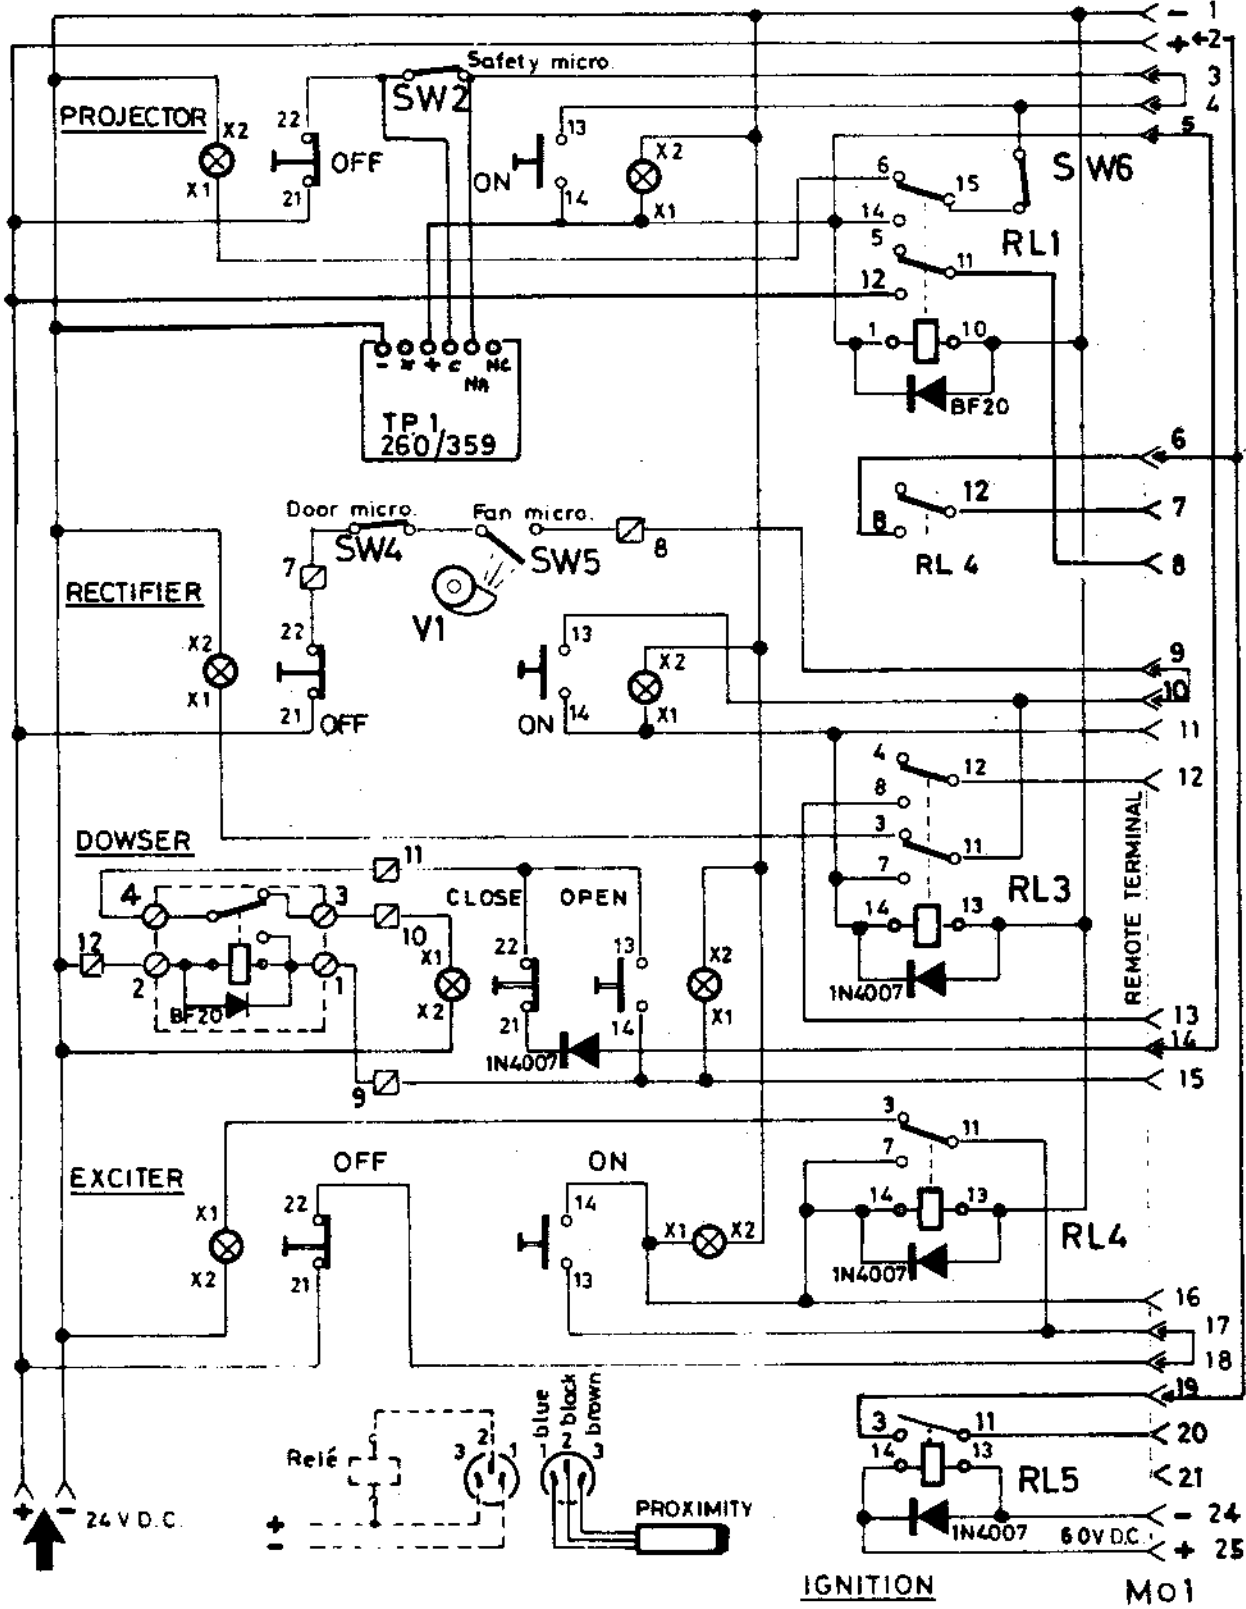 - 1
+ 2
Safety micro.
3
SW2
4
PROJECTOR
X2
22
OFF
13
X2
5
SW6
X1
21
ON
14
X1
6
15
14
RL1
5
11
12
1
10
- + C NA NC
BF20
TP.1
260/359
6
12
7
8
RL4
8
Door micro.
Fan micro.
SW4
SW5
8
7
RECTIFIER
V1
22
13
X2
9
X2
10
X1
21
OFF
ON
14
X1
11
4
12
12
8
3
11
7
RL3
DOWSER
11
CLOSE
OPEN
4
3
10
12
X1
22
13
X2
14
13
2
1
X2
21
14
X1
BF20
1N4007
1N4007
REMOTE TERMINAL
13
14
9
15
3
11
7
EXCITER
OFF
ON
X1
22
14
14
13
X1
X2
RL4
X2
21
13
1N4007
16
17
18
19
blue
black
brown
3
11
20
Relé
3
2
1
1
2
3
14
13
21
RL5
+
-
24 V D.C.
PROXIMITY
+
-
1N4007
- 24
60V D.C.
+ 25
IGNITION
M01